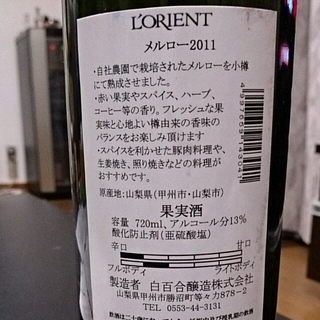 L'ORIENT
メルロー2011
・自社農園で栽培されたメルローを小樽
にて熟成させました。
・赤い果実やスパイス、ハーブ、
コーヒー等の香り。フレッシュな果
実味と心地よい樽由来の香味の
バランスをお楽しみ頂けます
・スパイスを利かせた豚肉料理や、
生姜焼き、照り焼きなどの料理が
おすすめです。
原産地:山梨県(甲州市・山梨市)
果実酒
容量 720ml、アルコール分13%
酸化防止剤(亜硫酸塩)
辛口 甘口
フルボディ ライトボディ
製造者 白百合醸造株式会社
山梨県甲州市勝沼町等々力878-2
TEL 0553-44-3131